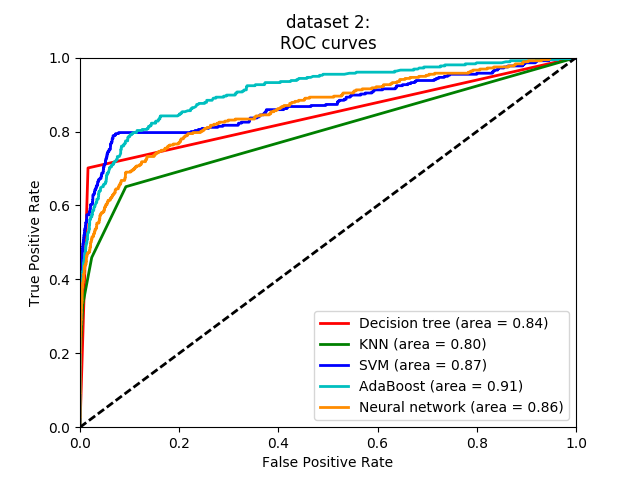 dataset 2:
ROC curves
1.0
0.8
0.6
0.4
0.2
0.0
True Positive Rate
Decision tree (area = 0.84)
KNN (area = 0.80)
SVM (area = 0.87)
AdaBoost (area = 0.91)
Neural network (area = 0.86)
0.0 0.2 0.4 0.6 0.8 1.0
False Positive Rate